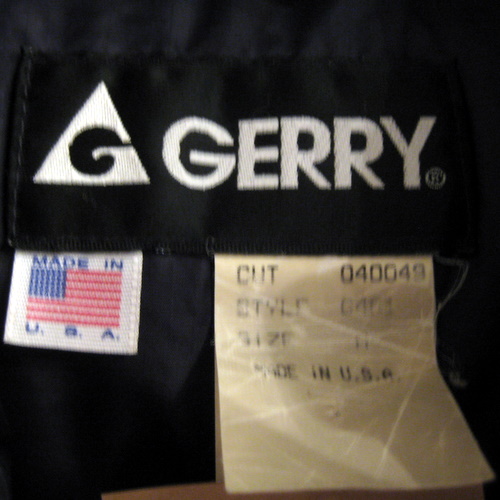 GERRY®
MADE IN
U. S. A.
CUT 040049
STYLE
SIZE
MADE IN U.S.A.